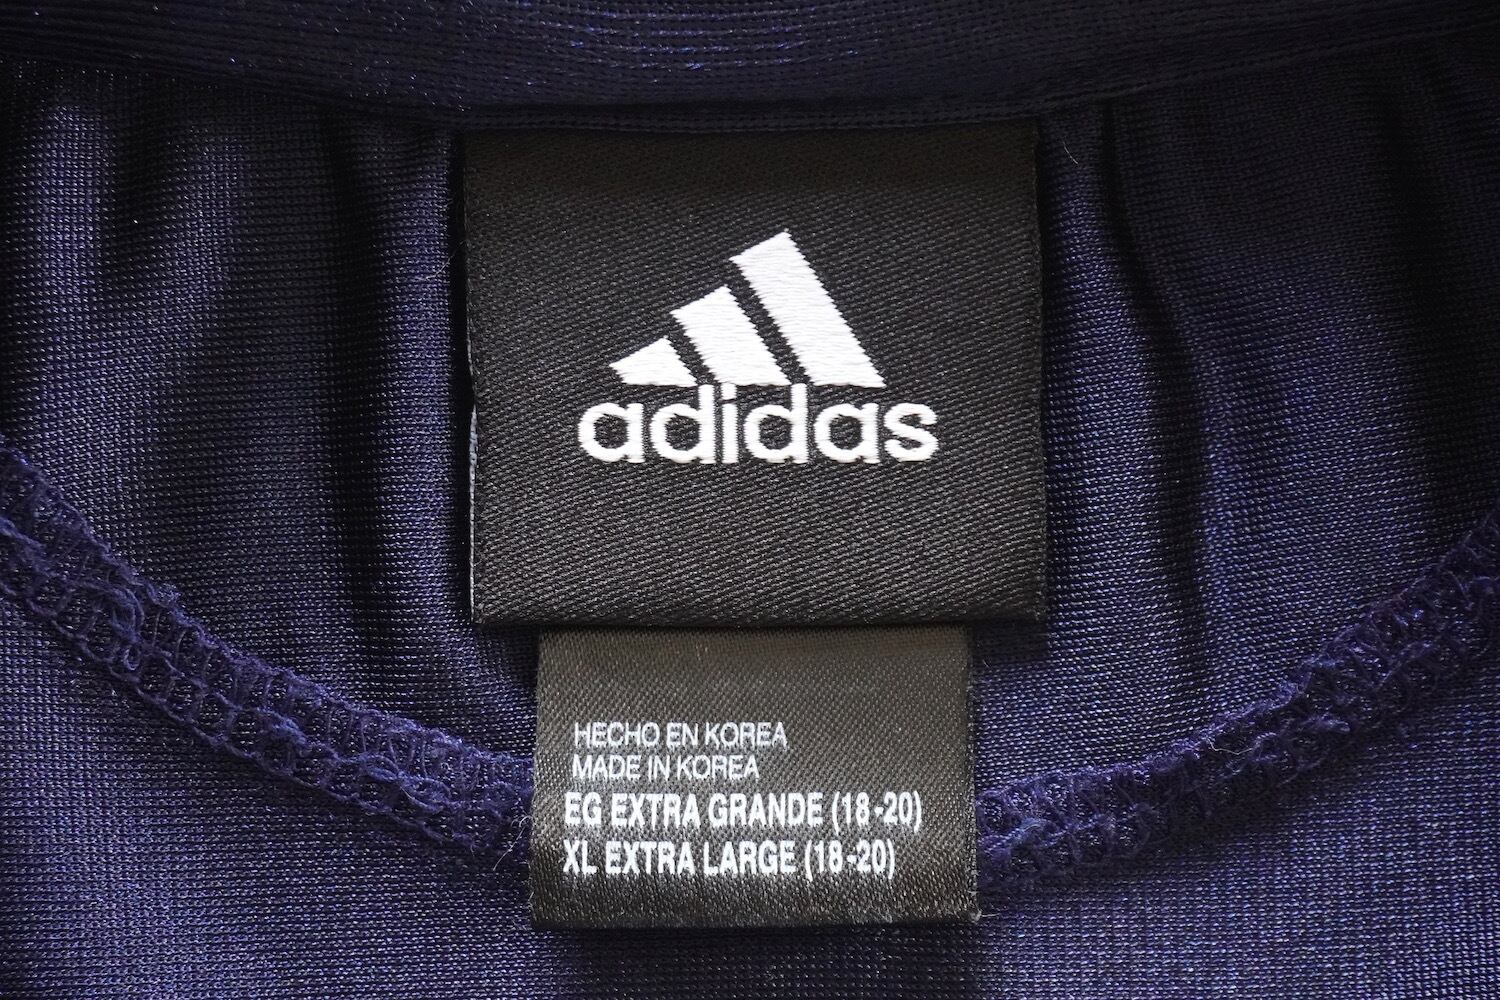 adidas
HECHO EN KOREA
MADE IN KOREA
EG EXTRA GRANDE (18-20)
XL EXTRA LARGE (18-20)